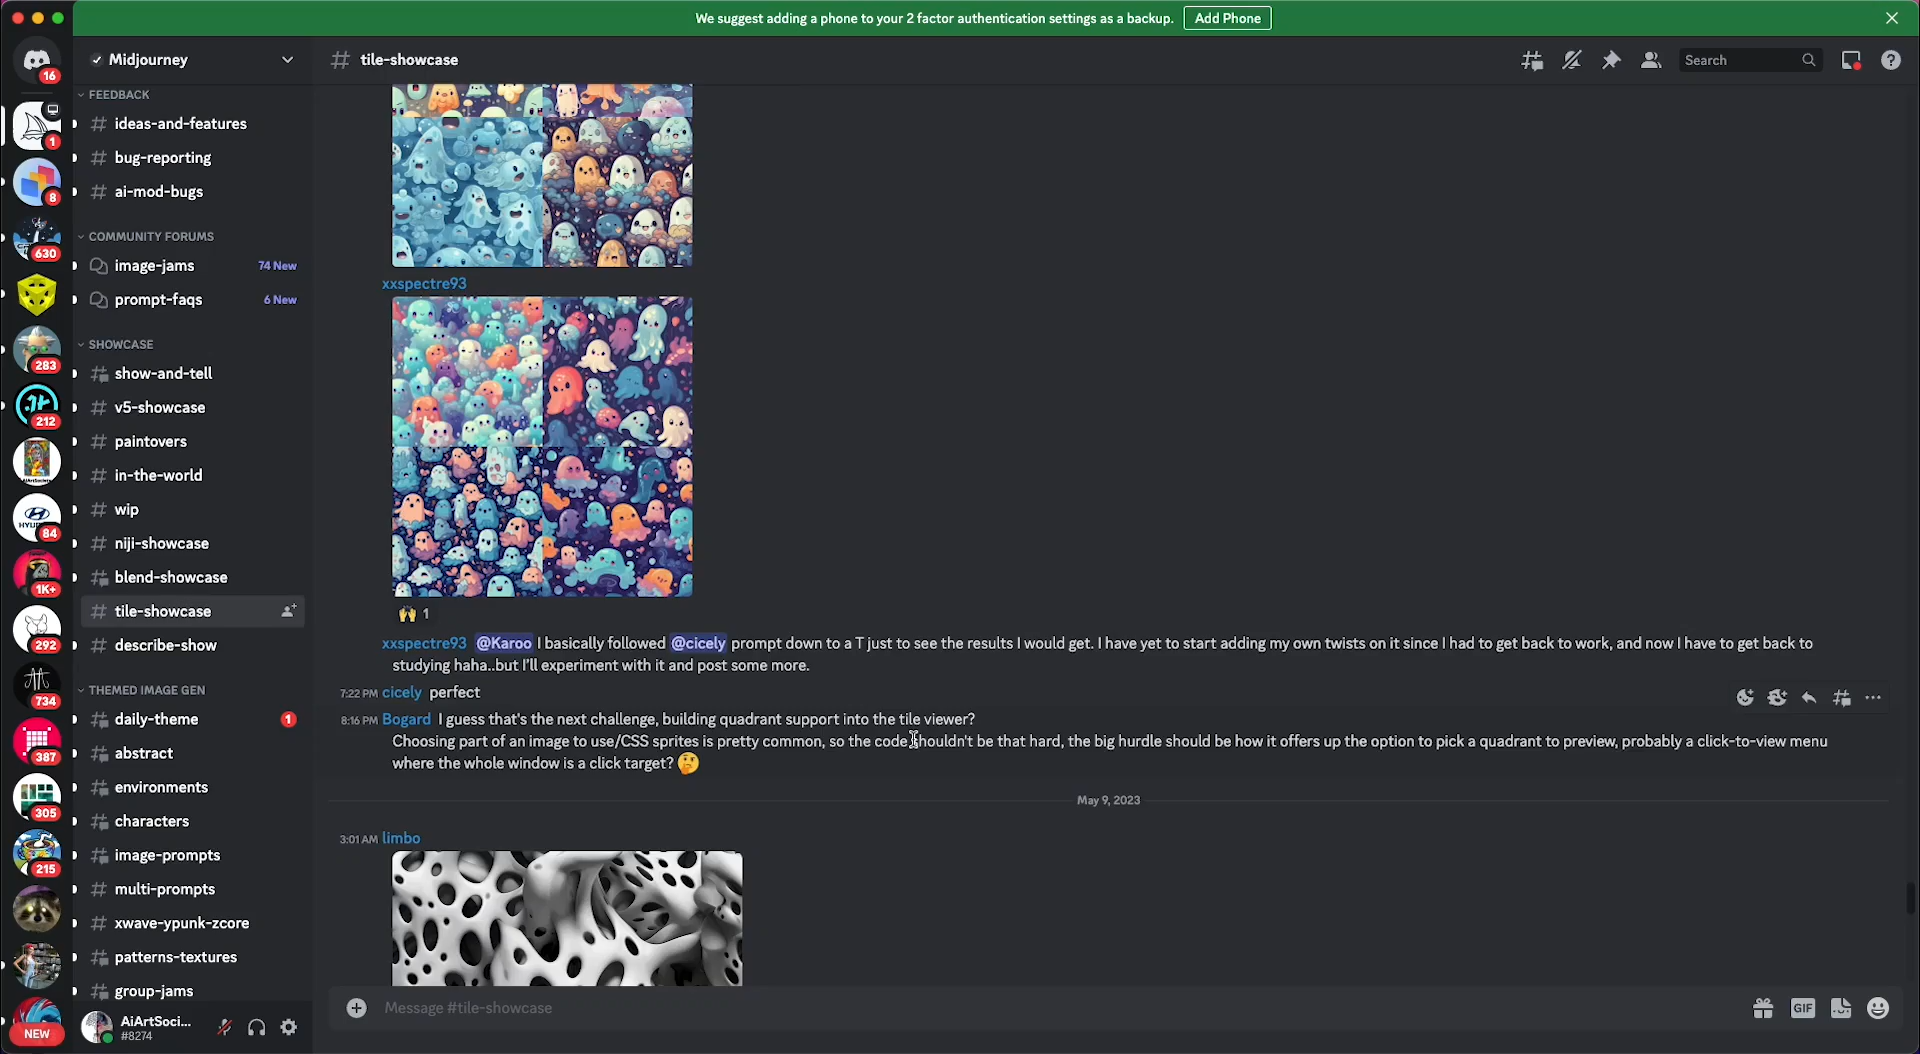 We suggest adding a phone to your 2 factor authentication settings as a backup. Add Phone
16
1
8
630
283
212
AiArtSociety
HYUNDAI
84
1K+
292
734
387
305
215
NEW
Midjourney
FEEDBACK
ideas-and-features
bug-reporting
ai-mod-bugs
COMMUNITY FORUMS
image-jams 74 New
prompt-faqs 6 New
SHOWCASE
show-and-tell
v5-showcase
paintovers
in-the-world
wip
niji-showcase
blend-showcase
tile-showcase
describe-show
THEMED IMAGE GEN
daily-theme 1
abstract
environments
characters
image-prompts
multi-prompts
xwave-ypunk-zcore
patterns-textures
group-jams
AiArtSoci...
#8274
# tile-showcase
Search
xxspectre93
🙌 1
xxspectre93 @Karoo I basically followed @cicely prompt down to a T just to see the results I would get. I have yet to start adding my own twists on it since I had to get back to work, and now I have to get back to
studying haha..but I'll experiment with it and post some more.
7:22 PM cicely perfect
8:16 PM Bogard I guess that's the next challenge, building quadrant support into the tile viewer?
Choosing part of an image to use/CSS sprites is pretty common, so the code shouldn't be that hard, the big hurdle should be how it offers up the option to pick a quadrant to preview, probably a click-to-view menu
where the whole window is a click target? 🤔
May 9, 2023
3:01 AM limbo
Message #tile-showcase
GIF